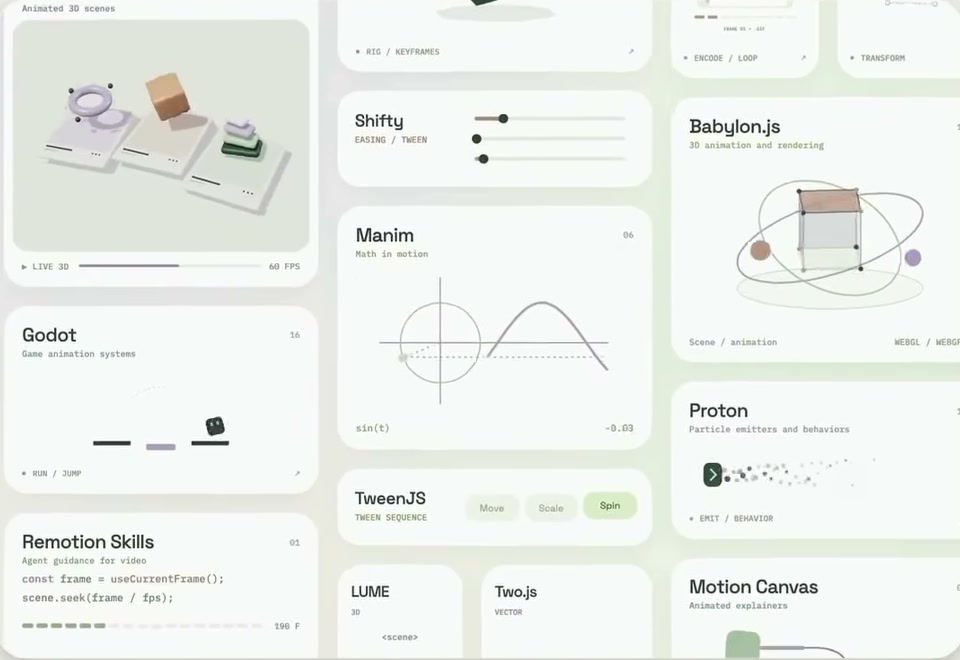 Animated 3D scenes
▶ LIVE 3D
60 FPS
Godot
16
Game animation systems
RUN / JUMP
↗
Remotion Skills
01
Agent guidance for video
const frame = useCurrentFrame();
scene.seek(frame / fps);
196 F
RIG / KEYFRAMES
↗
Shifty
EASING / TWEEN
Manim
06
Math in motion
sin(t)
-0.03
TweenJS
TWEEN SEQUENCE
Move
Scale
Spin
LUME
3D
<scene>
Two.js
VECTOR
ENCODE / LOOP
↗
TRANSFORM
Babylon.js
3D animation and rendering
Scene / animation
WEBGL / WEBGP
Proton
Particle emitters and behaviors
EMIT / BEHAVIOR
Motion Canvas
Animated explainers